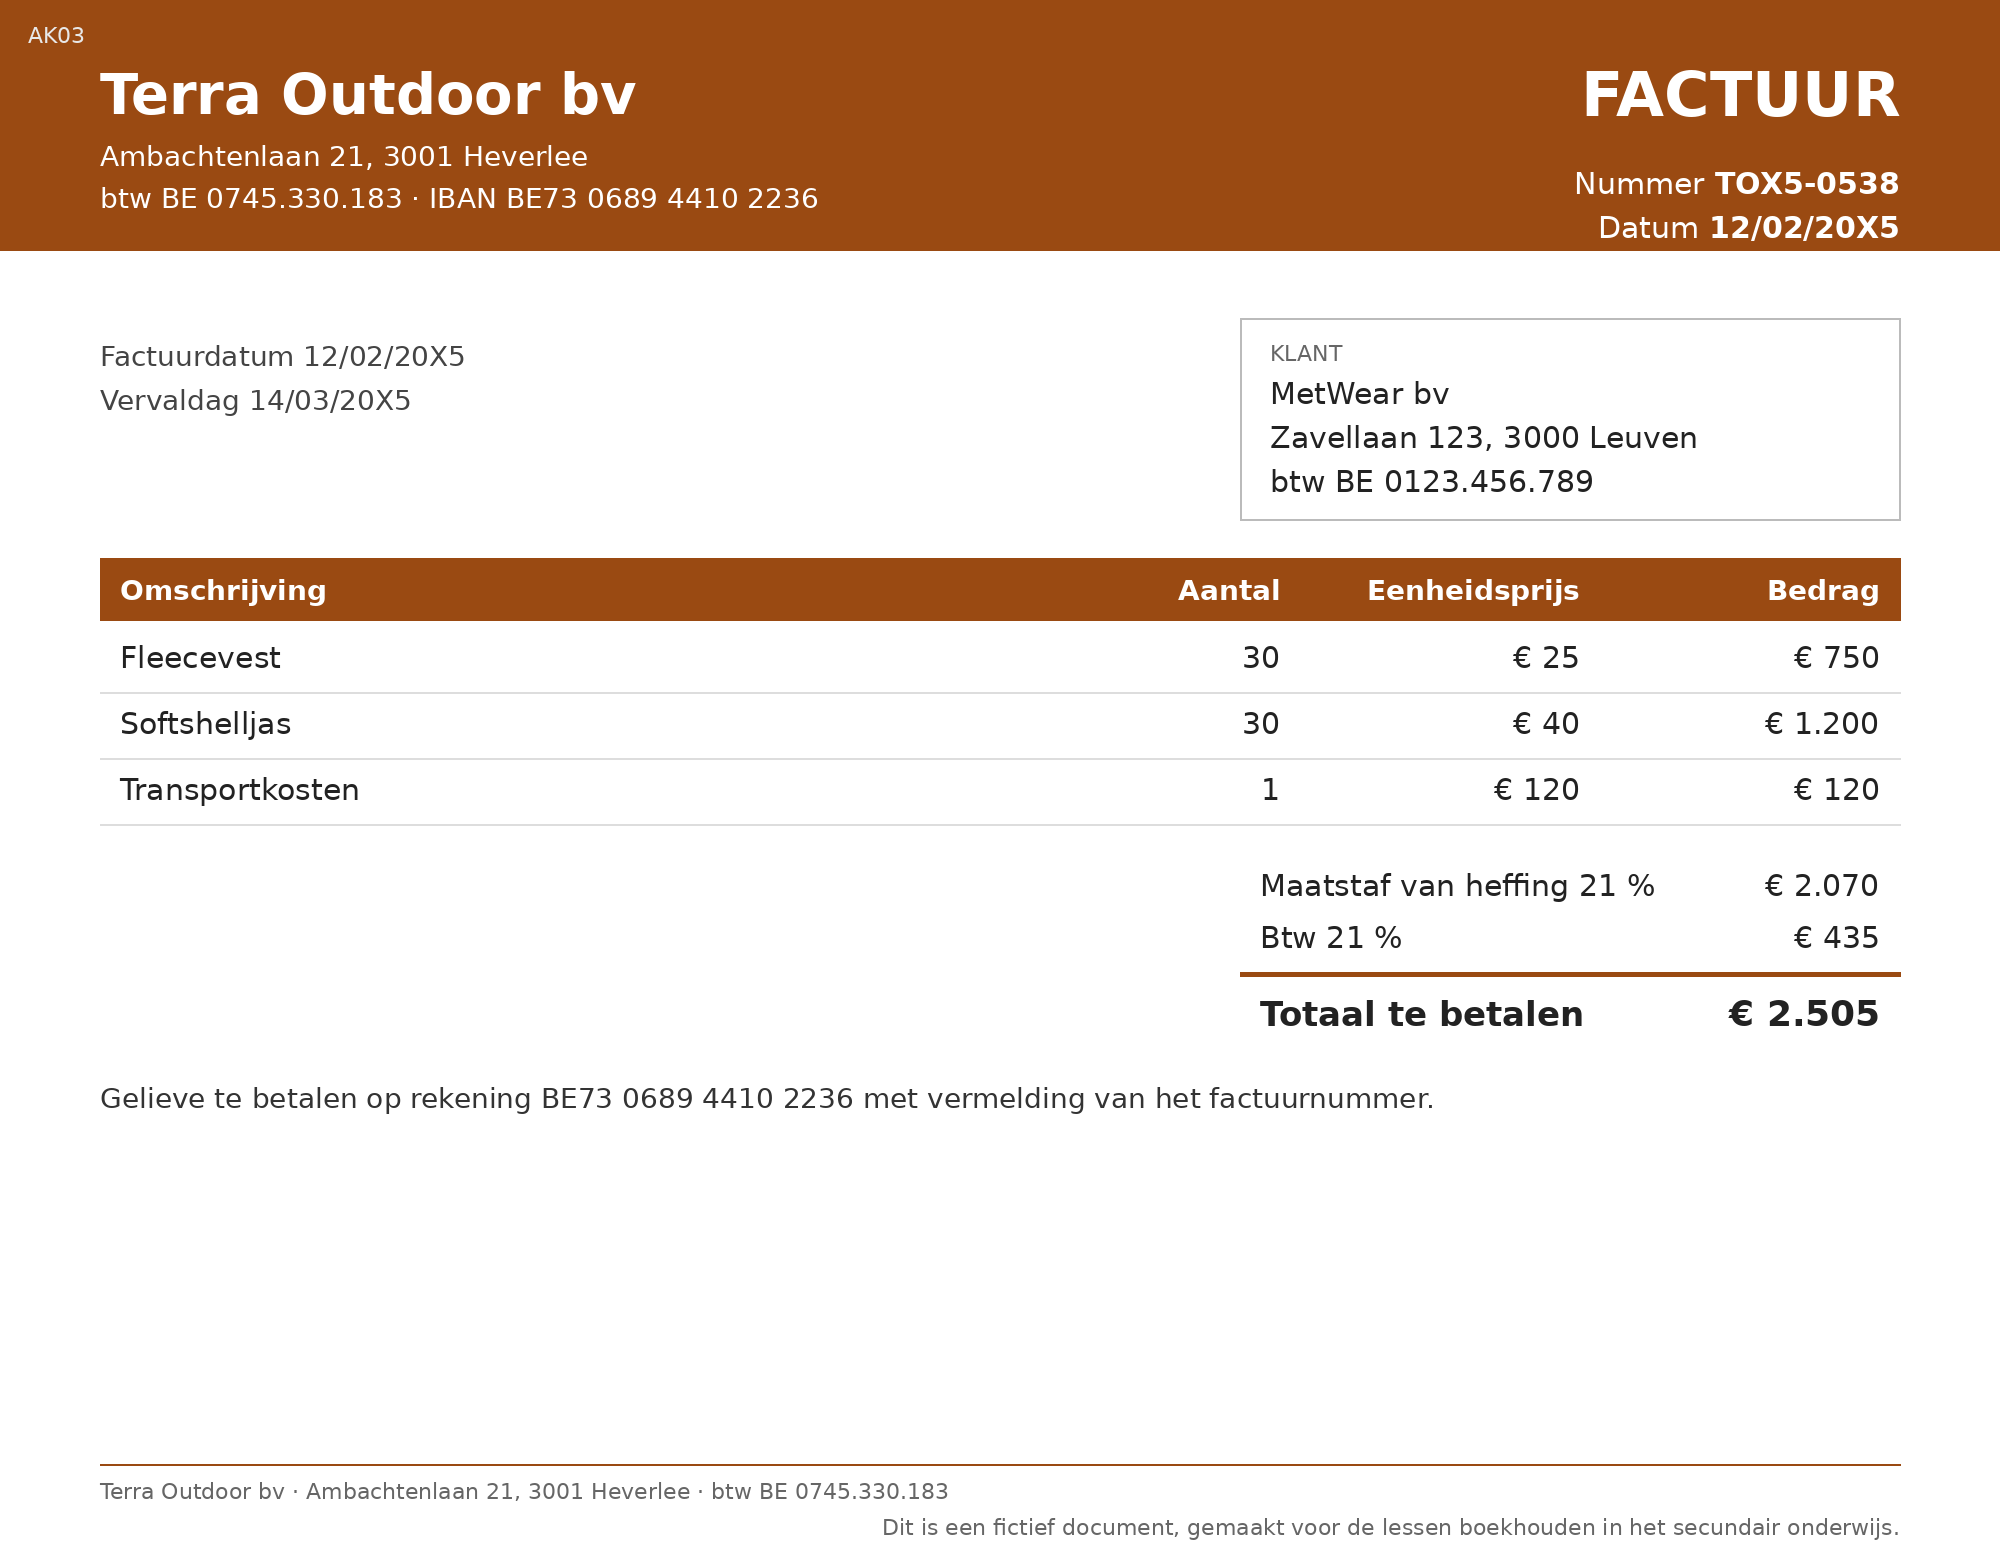 AK03
Terra Outdoor bv
Ambachtenlaan 21, 3001 Heverlee
btw BE 0745.330.183 · IBAN BE73 0689 4410 2236
FACTUUR
Nummer TOX5-0538
Datum 12/02/20X5
Factuurdatum 12/02/20X5
Vervaldag 14/03/20X5
KLANT
MetWear bv
Zavellaan 123, 3000 Leuven
btw BE 0123.456.789
Omschrijving Aantal Eenheidsprijs Bedrag
Fleecevest 30 € 25 € 750
Softshelljas 30 € 40 € 1.200
Transportkosten 1 € 120 € 120
Maatstaf van heffing 21 % € 2.070
Btw 21 % € 435
Totaal te betalen € 2.505
Gelieve te betalen op rekening BE73 0689 4410 2236 met vermelding van het factuurnummer.
Terra Outdoor bv · Ambachtenlaan 21, 3001 Heverlee · btw BE 0745.330.183
Dit is een fictief document, gemaakt voor de lessen boekhouden in het secundair onderwijs.